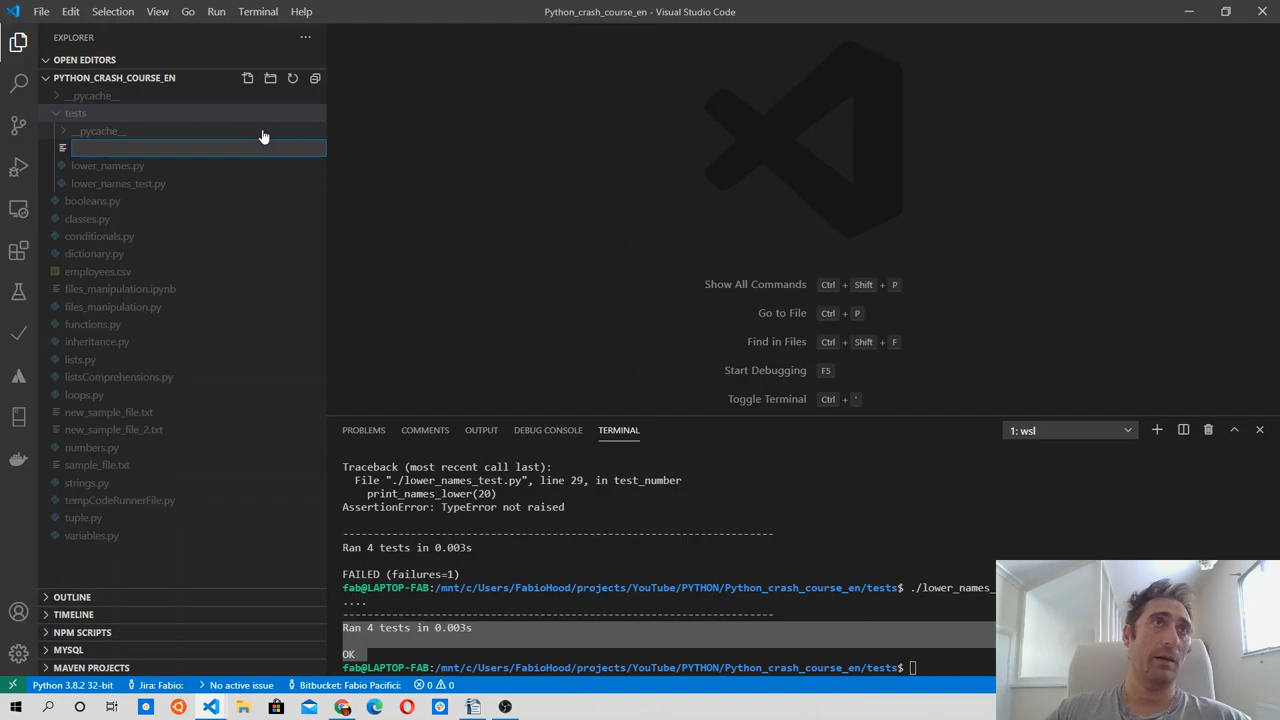 File Edit Selection View Go Run Terminal Help
Python_crash_course_en - Visual Studio Code
EXPLORER
OPEN EDITORS
PYTHON_CRASH_COURSE_EN
__pycache__
tests
__pycache__
lower_names.py
lower_names_test.py
booleans.py
classes.py
conditionals.py
dictionary.py
employees.csv
files_manipulation.ipynb
files_manipulation.py
functions.py
inheritance.py
lists.py
listsComprehensions.py
loops.py
new_sample_file.txt
new_sample_file_2.txt
numbers.py
sample_file.txt
strings.py
tempCodeRunnerFile.py
tuple.py
variables.py
OUTLINE
TIMELINE
NPM SCRIPTS
MYSQL
MAVEN PROJECTS
Show All Commands Ctrl + Shift + P
Go to File Ctrl + P
Find in Files Ctrl + Shift + F
Start Debugging F5
Toggle Terminal Ctrl + '
PROBLEMS COMMENTS OUTPUT DEBUG CONSOLE TERMINAL 1: wsl
Traceback (most recent call last):
File "./lower_names_test.py", line 29, in test_number
print_names_lower(20)
AssertionError: TypeError not raised
----------------------------------------------------------------------
Ran 4 tests in 0.003s
FAILED (failures=1)
fab@LAPTOP-FAB:/mnt/c/Users/FabioHood/projects/YouTube/PYTHON/Python_crash_course_en/tests$ ./lower_names_
....
----------------------------------------------------------------------
Ran 4 tests in 0.003s
OK
fab@LAPTOP-FAB:/mnt/c/Users/FabioHood/projects/YouTube/PYTHON/Python_crash_course_en/tests$
Python 3.8.2 32-bit Jira: Fabio: No active issue Bitbucket: Fabio Pacifici: 0 0